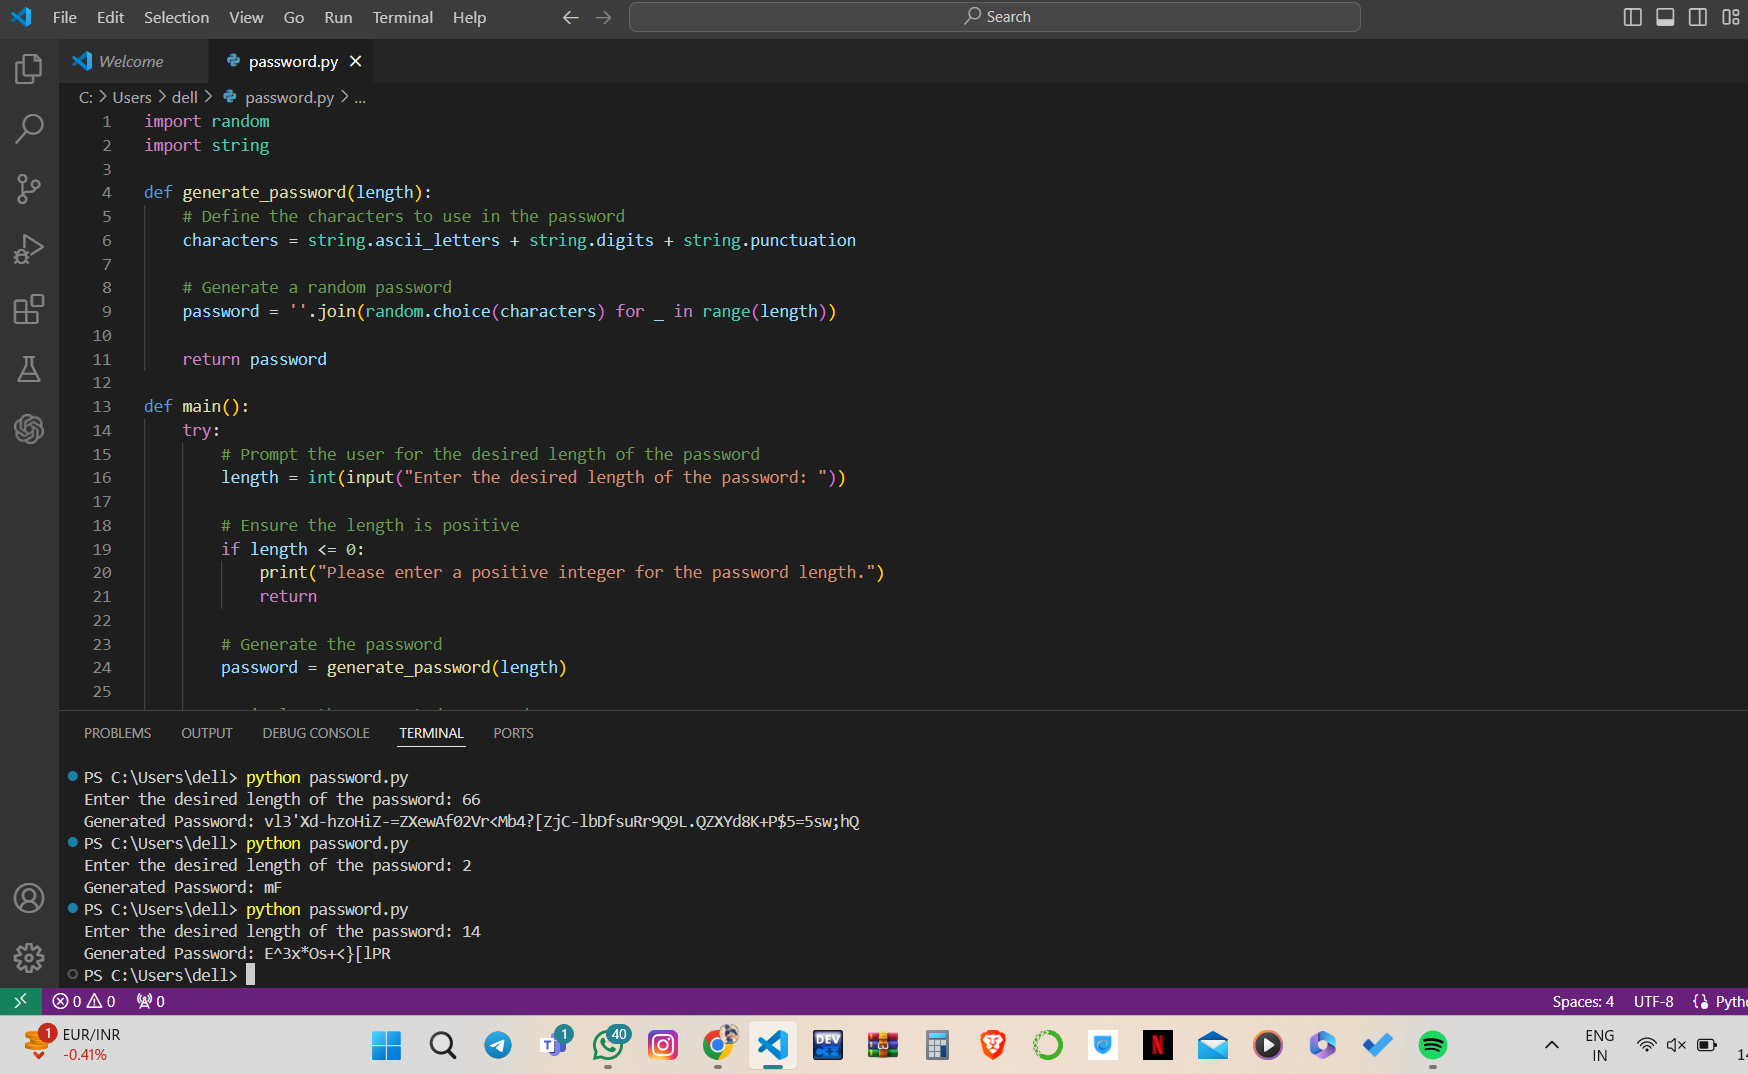 File Edit Selection View Go Run Terminal Help
Search
Welcome
password.py
C: > Users > dell > password.py > ...
1 import random
2 import string
3
4 def generate_password(length):
5 # Define the characters to use in the password
6 characters = string.ascii_letters + string.digits + string.punctuation
7
8 # Generate a random password
9 password = ''.join(random.choice(characters) for _ in range(length))
10
11 return password
12
13 def main():
14 try:
15 # Prompt the user for the desired length of the password
16 length = int(input("Enter the desired length of the password: "))
17
18 # Ensure the length is positive
19 if length <= 0:
20 print("Please enter a positive integer for the password length.")
21 return
22
23 # Generate the password
24 password = generate_password(length)
25
PROBLEMS OUTPUT DEBUG CONSOLE TERMINAL PORTS
PS C:\Users\dell> python password.py
Enter the desired length of the password: 66
Generated Password: vl3'Xd-hzoHiZ-=ZXewAf02Vr<Mb4?[ZjC-lbDfsuRr9Q9L.QZXYd8K+P$5=5sw;hQ
PS C:\Users\dell> python password.py
Enter the desired length of the password: 2
Generated Password: mF
PS C:\Users\dell> python password.py
Enter the desired length of the password: 14
Generated Password: E^3x*Os+<}[lPR
PS C:\Users\dell>
0 0 0
Spaces: 4 UTF-8 Pytho
1
EUR/INR
-0.41%
1
T
40
DEV
C++
N
ENG
IN
14